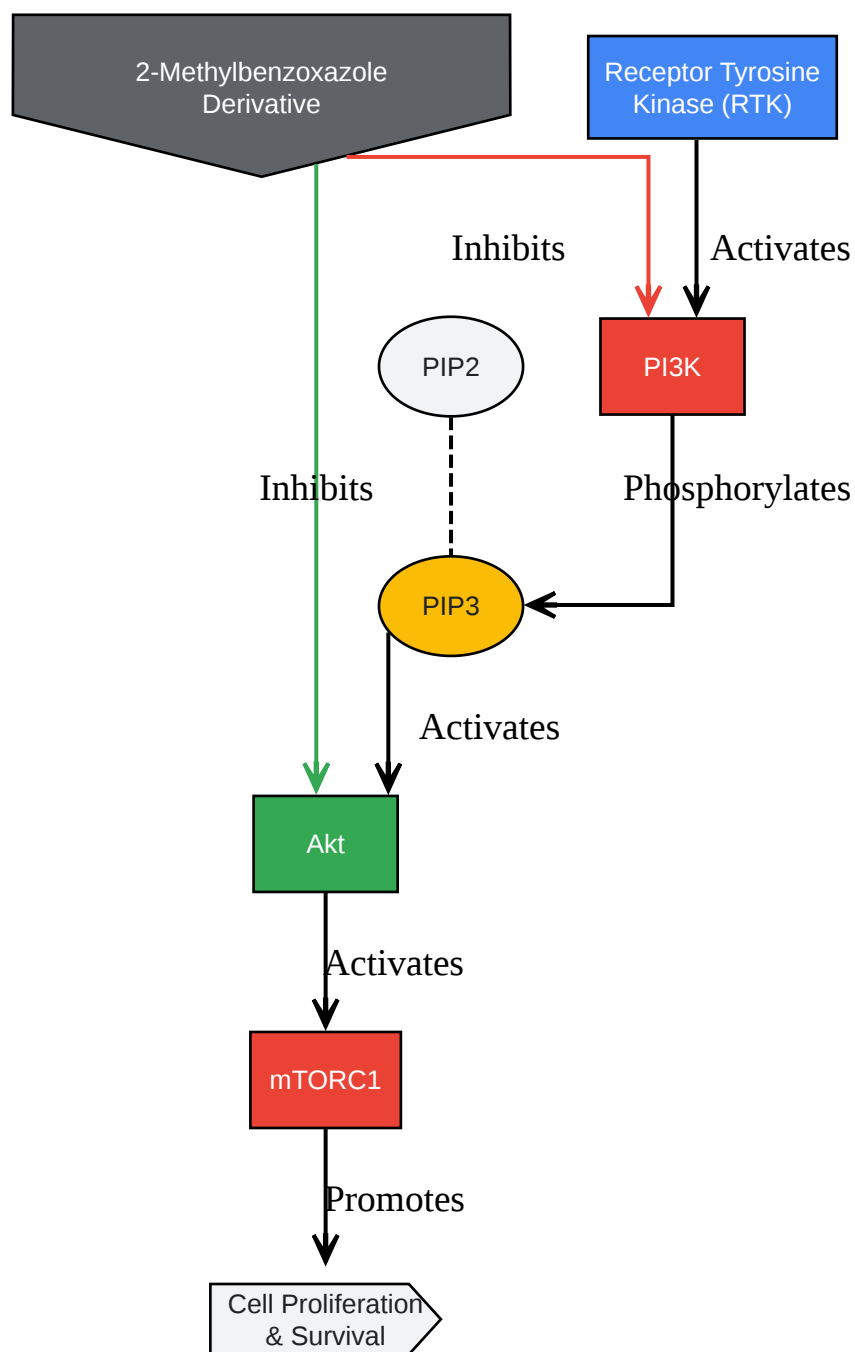 2-Methylbenzoxazole
Derivative
Receptor Tyrosine
Kinase (RTK)
Inhibits
Activates
PIP2
PI3K
Inhibits
Phosphorylates
PIP3
Activates
Akt
Activates
mTORC1
Promotes
Cell Proliferation
& Survival